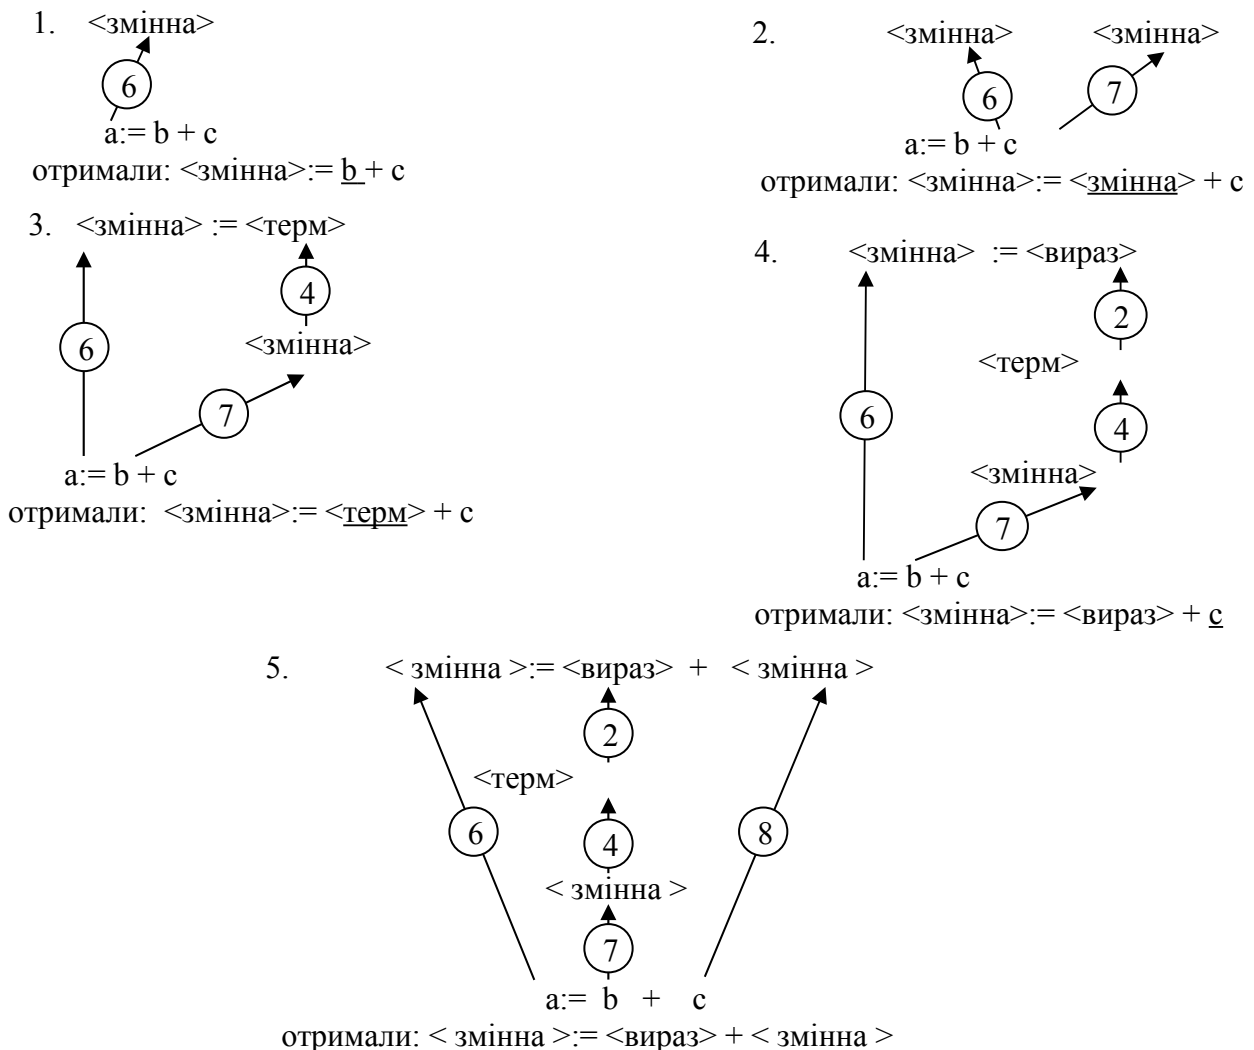 1. <змінна>
6
a:= b + c
отримали: <змінна>:= b + c
2. <змінна> <змінна>
6 7
a:= b + c
отримали: <змінна>:= <змінна> + c
3. <змінна> := <терм>
4
6
<змінна>
7
a:= b + c
отримали: <змінна>:= <терм> + c
4. <змінна> := <вираз>
2
<терм>
6 4
<змінна>
7
a:= b + c
отримали: <змінна>:= <вираз> + c
5. < змінна >:= <вираз> + < змінна >
2
<терм>
6 4 8
< змінна >
7
a:= b + c
отримали: < змінна >:= <вираз> + < змінна >